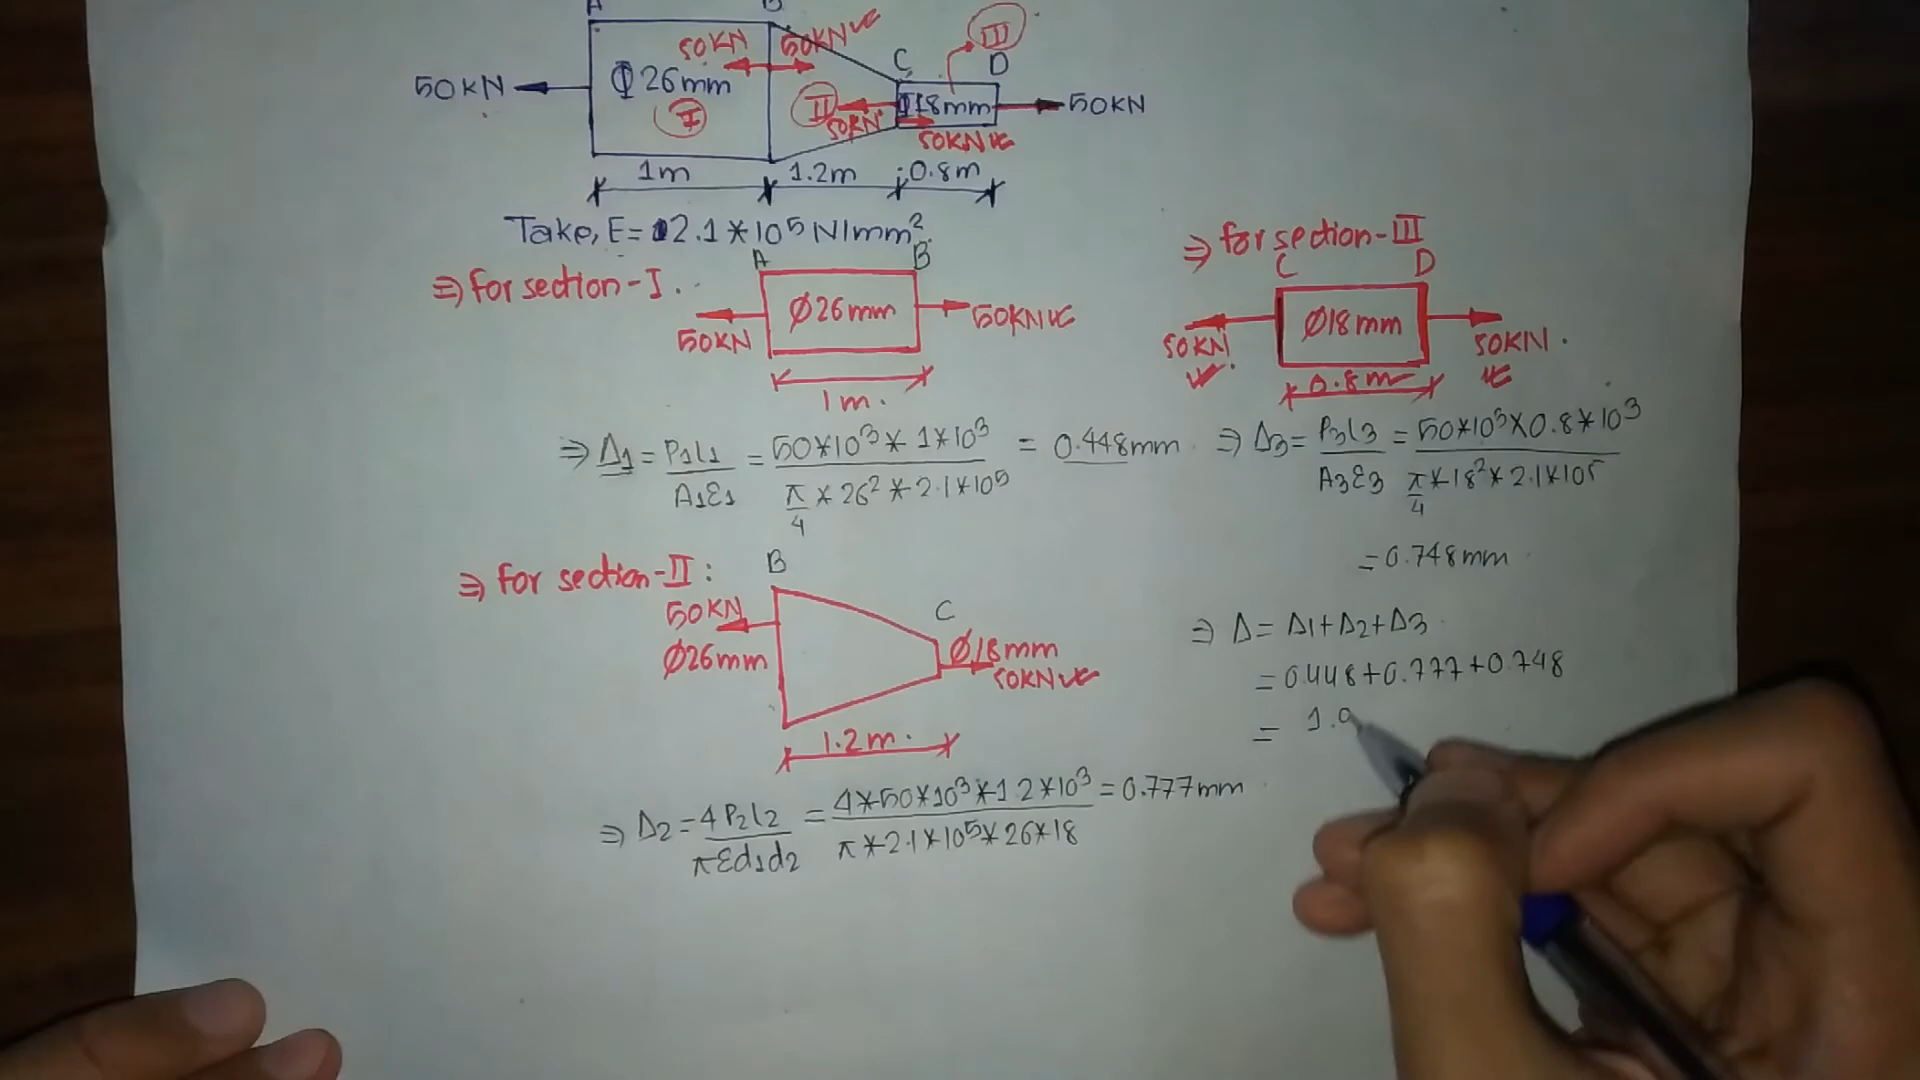 A B
50KN 50KN 50KN III
50KN Φ26mm C D
I II Φ18mm 50KN
50KN 50KN
1m 1.2m 0.8m
Take, E=2.1*10⁵N/mm²
⇒ for section-I.
A B
50KN Ø26mm 50KN
1m.
⇒ Δ1 = P1l1/A1E1 = 50*10³*1*10³/π/4*26²*2.1*10⁵ = 0.448mm
⇒ for section-II:
B
50KN C
Ø26mm Ø18mm
50KN
1.2m.
⇒ Δ2 = 4P2l2/πEd1d2 = 4*50*10³*1.2*10³/π*2.1*10⁵*26*18 = 0.777mm
⇒ for section-III
C D
50KN Ø18mm 50KN.
0.8m
⇒ Δ3 = P3l3/A3E3 = 50*10³×0.8*10³/π/4*18²*2.1*10⁵
=0.748mm
⇒ Δ = Δ1+Δ2+Δ3
=0.448+0.777+0.748
= 1.9